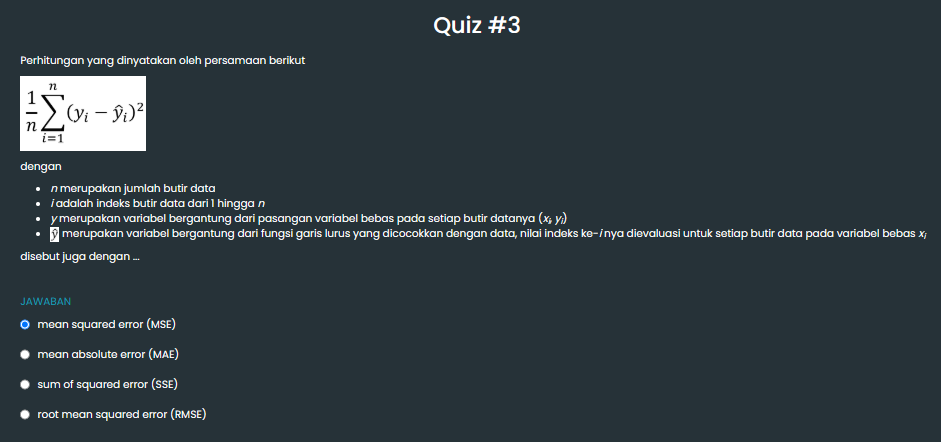 Quiz #3
Perhitungan yang dinyatakan oleh persamaan berikut
\frac{1}{n}\sum_{i=1}^{n}(y_i - \hat{y}_i)^2
dengan
• n merupakan jumlah butir data
• i adalah indeks butir data dari 1 hingga n
• y merupakan variabel bergantung dari pasangan variabel bebas pada setiap butir datanya (x_i, y_i)
• ŷ merupakan variabel bergantung dari fungsi garis lurus yang dicocokkan dengan data, nilai indeks ke-i nya dievaluasi untuk setiap butir data pada variabel bebas x_i
disebut juga dengan ...
JAWABAN
mean squared error (MSE)
mean absolute error (MAE)
sum of squared error (SSE)
root mean squared error (RMSE)